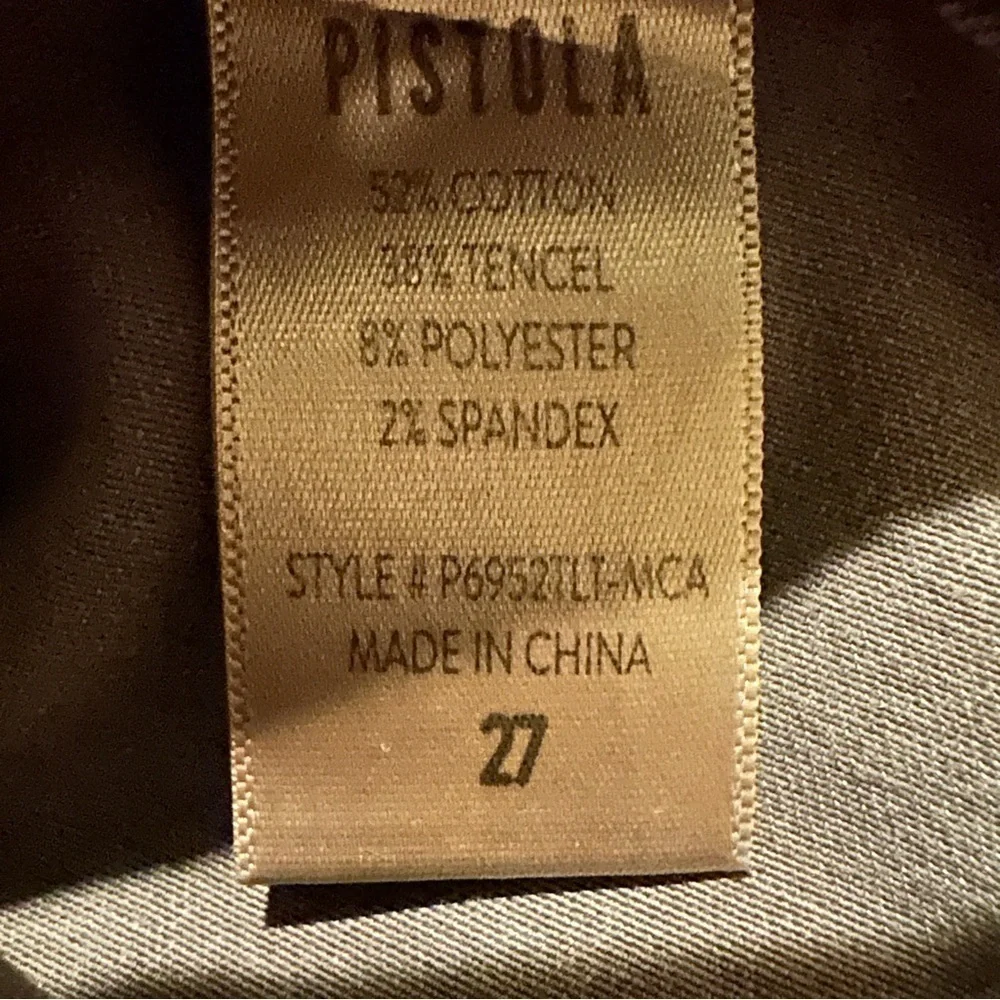 PISTOLA
52% COTTON
38% TENCEL
8% POLYESTER
2% SPANDEX
STYLE # P6952TLT-MCA
MADE IN CHINA
27